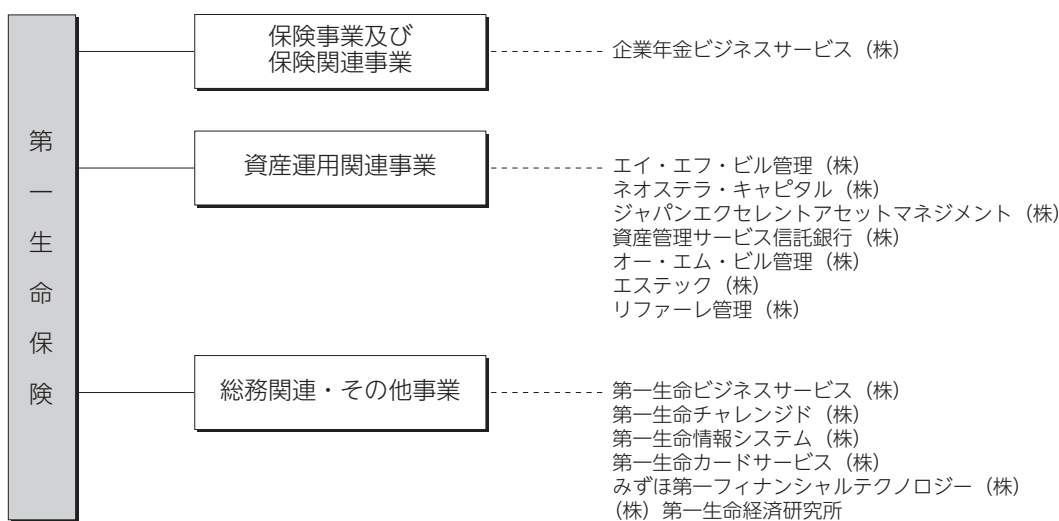 第一生命保険
保険事業及び
保険関連事業
企業年金ビジネスサービス（株）
資産運用関連事業
エイ・エフ・ビル管理（株）
ネオステラ・キャピタル（株）
ジャパンエクセレントアセットマネジメント（株）
資産管理サービス信託銀行（株）
オー・エム・ビル管理（株）
エステック（株）
リファーレ管理（株）
総務関連・その他事業
第一生命ビジネスサービス（株）
第一生命チャレンジド（株）
第一生命情報システム（株）
第一生命カードサービス（株）
みずほ第一フィナンシャルテクノロジー（株）
（株）第一生命経済研究所